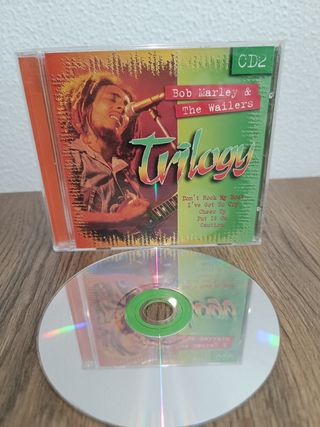 CD2
Bob Marley &
The Wailers
Trilogy
Don't Rock My Boat
I've Got To Cry
Cheer Up
Put It On
Caution